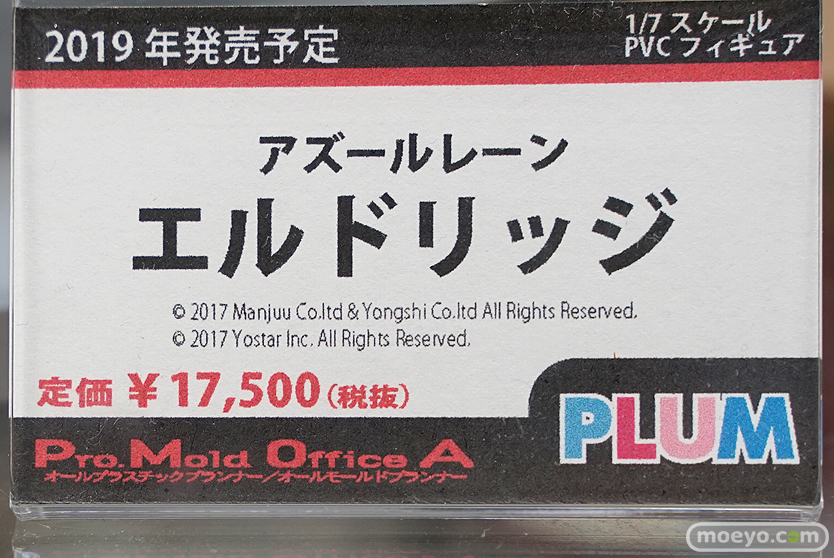 2019 年発売予定
1/7 スケール
PVC フィギュア
アズールレーン
エルドリッジ
© 2017 Manjuu Co.ltd & Yongshi Co.ltd All Rights Reserved.
© 2017 Yostar Inc. All Rights Reserved.
定価 ¥ 17,500 (税抜)
PLUM
Pro. Mold Office A
オールプラスチックプランナー/オールモールドプランナー
moeyo.com